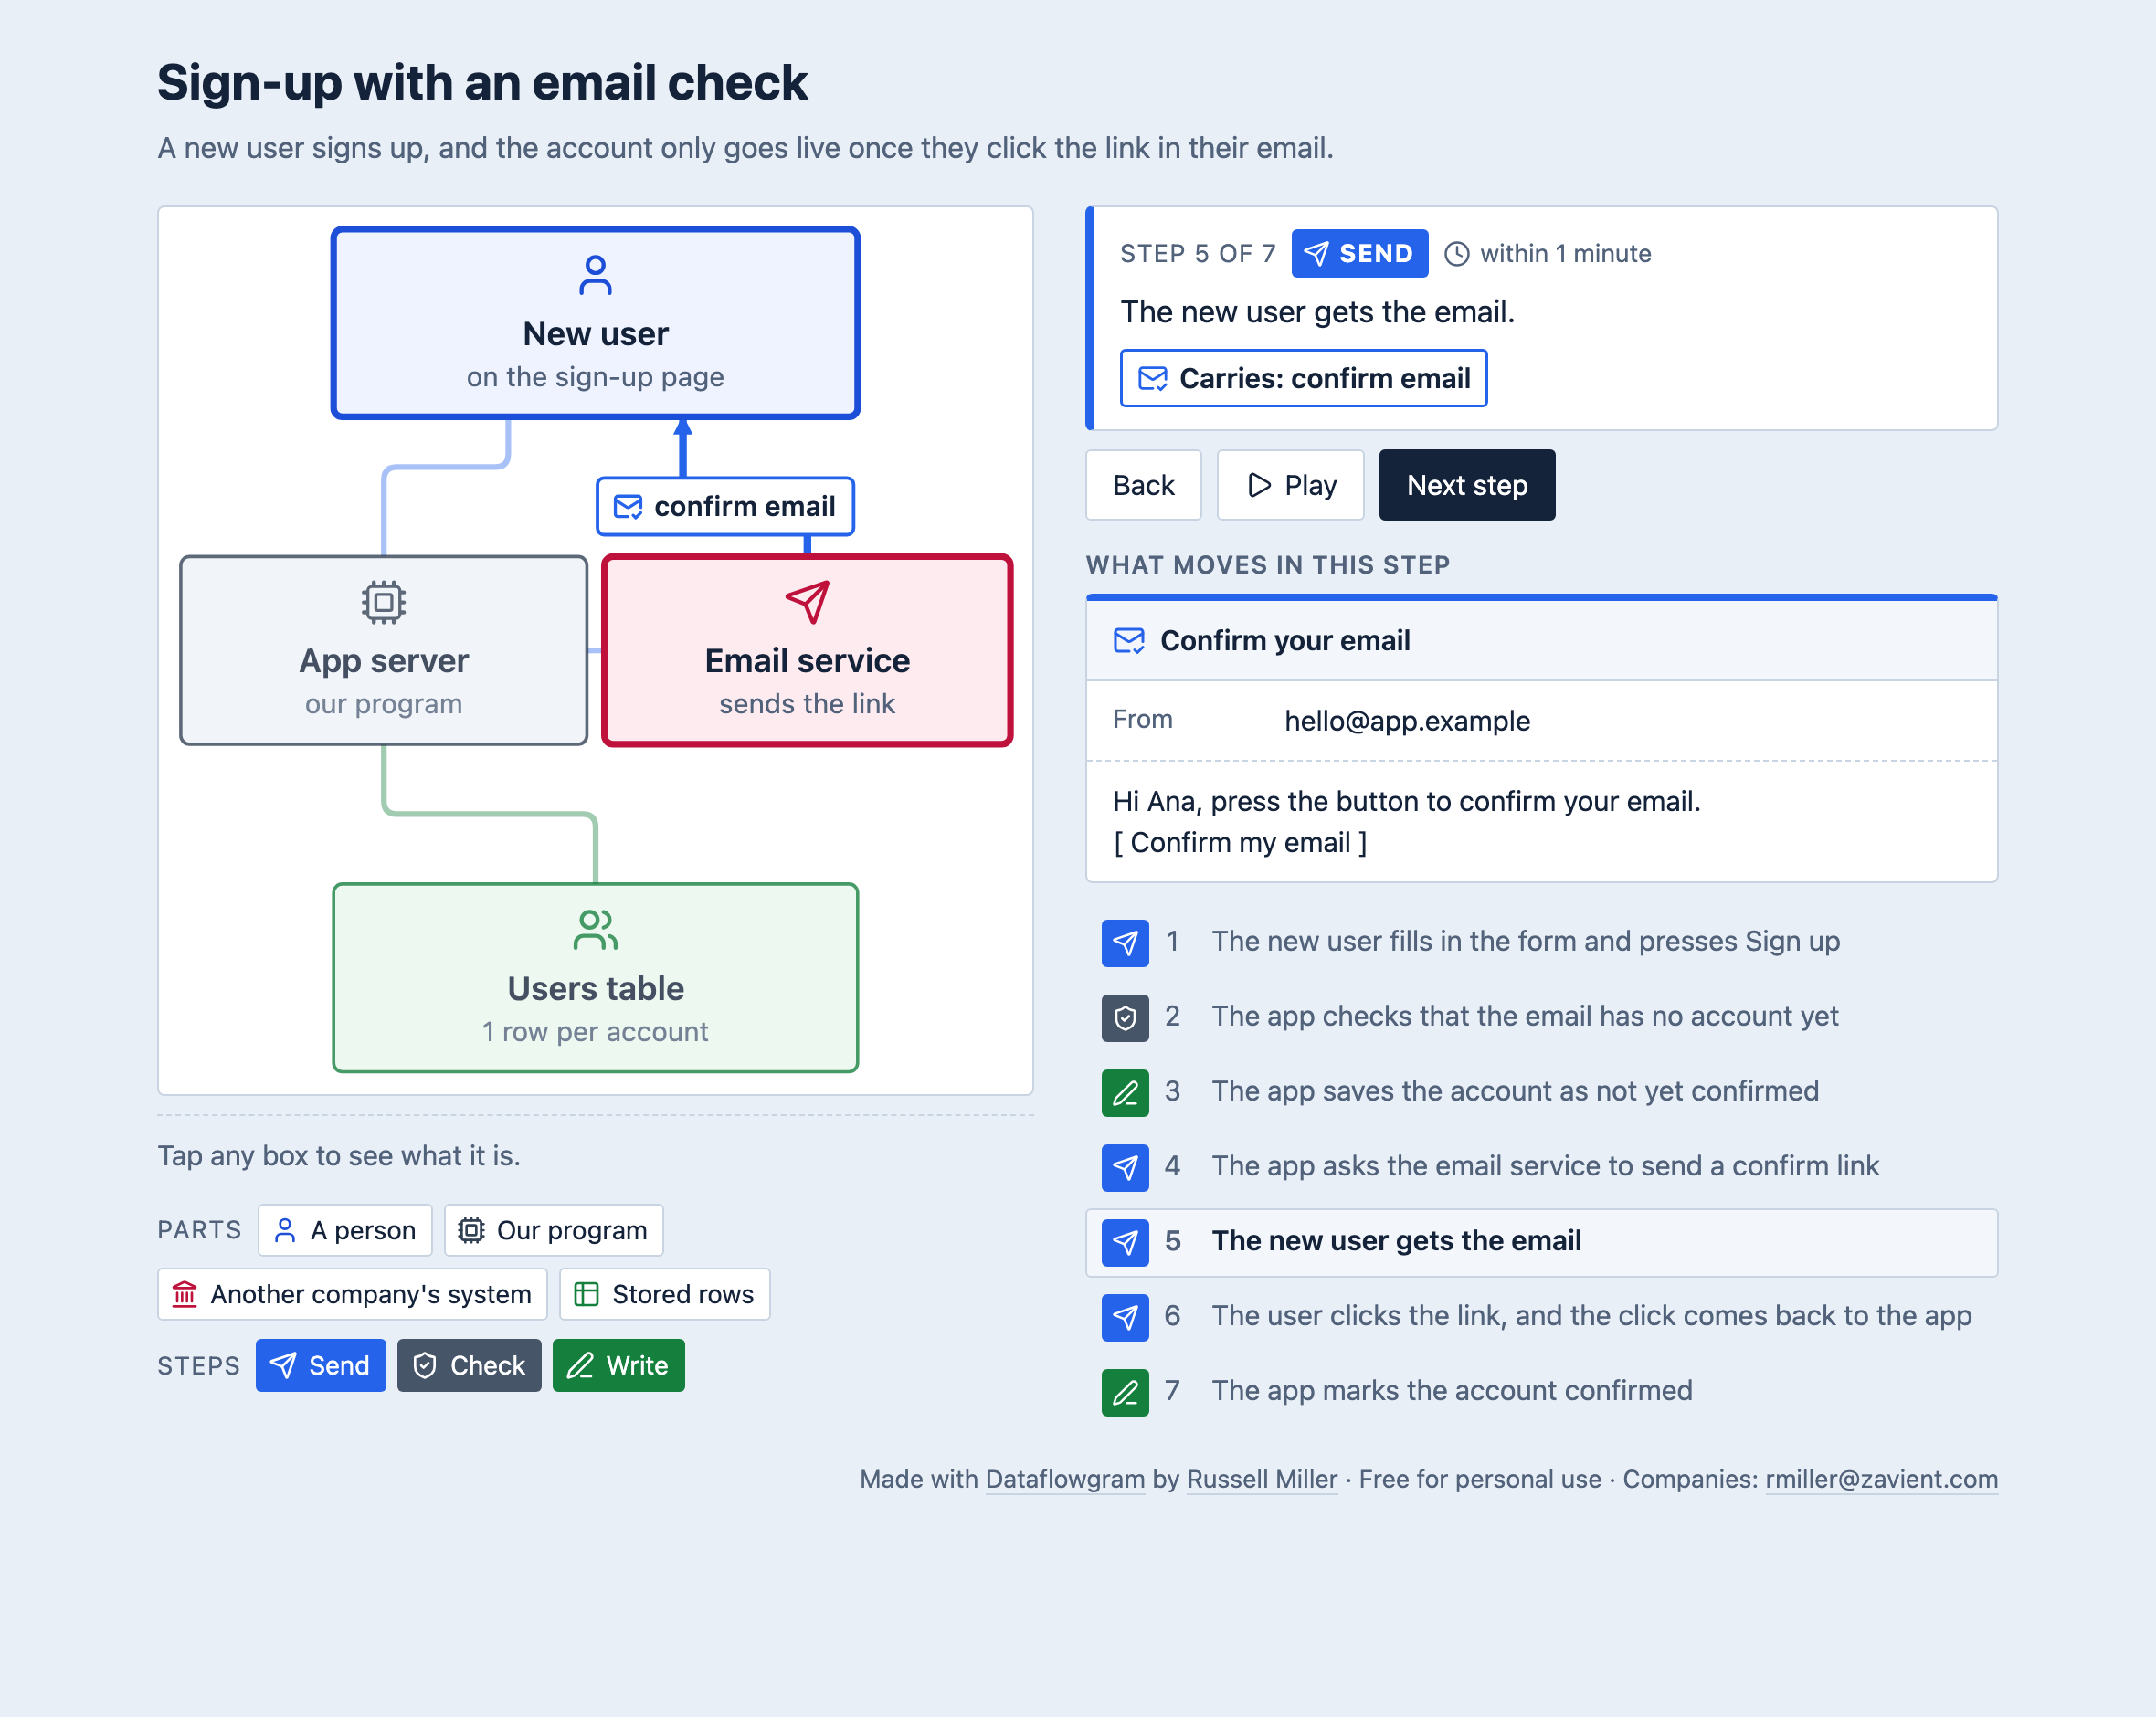 Sign-up with an email check
A new user signs up, and the account only goes live once they click the link in their email.
New user
on the sign-up page
confirm email
App server
our program
Email service
sends the link
Users table
1 row per account
Tap any box to see what it is.
PARTS A person Our program
Another company's system Stored rows
STEPS Send Check Write
STEP 5 OF 7 SEND within 1 minute
The new user gets the email.
Carries: confirm email
Back Play Next step
WHAT MOVES IN THIS STEP
Confirm your email
From hello@app.example
Hi Ana, press the button to confirm your email.
[ Confirm my email ]
1 The new user fills in the form and presses Sign up
2 The app checks that the email has no account yet
3 The app saves the account as not yet confirmed
4 The app asks the email service to send a confirm link
5 The new user gets the email
6 The user clicks the link, and the click comes back to the app
7 The app marks the account confirmed
Made with Dataflowgram by Russell Miller · Free for personal use · Companies: rmiller@zavient.com